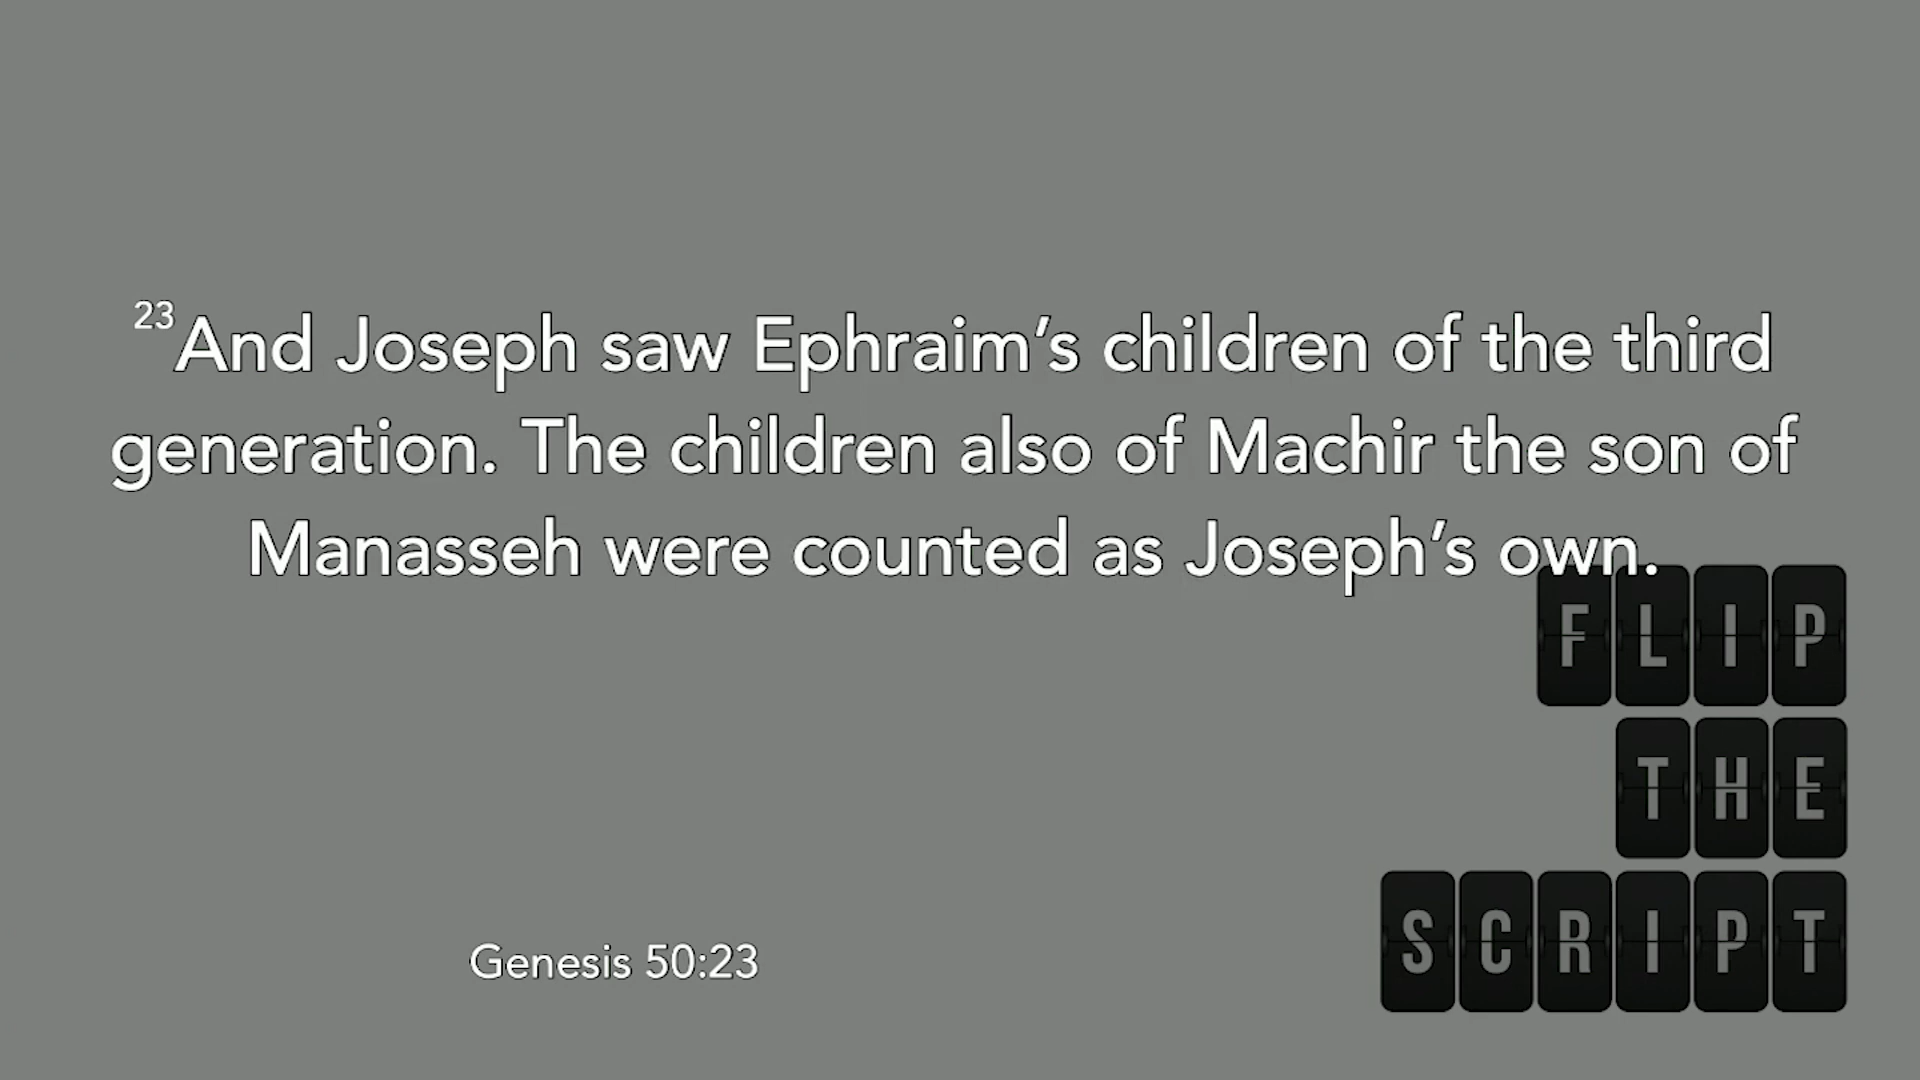 23And Joseph saw Ephraim’s children of the third
generation. The children also of Machir the son of
Manasseh were counted as Joseph’s own.
FLIP
THE
SCRIPT
Genesis 50:23